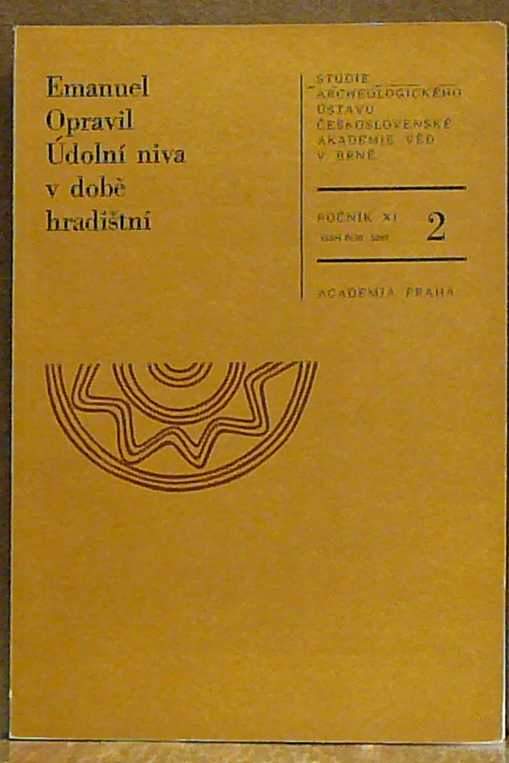 Emanuel
Opravil
Údolní niva
v době
hradištní
STUDIE
ARCHEOLOGICKÉHO
ÚSTAVU
ČESKOSLOVENSKÉ
AKADEMIE VĚD
V BRNĚ
ROČNÍK XI
2
ACADEMIA PRAHA